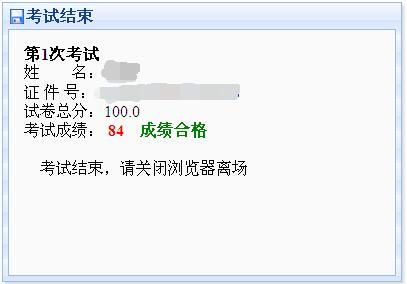 考试结束
第1次考试
姓 名：
证 件 号：
试卷总分：100.0
考试成绩： 84 成绩合格
考试结束，请关闭浏览器离场